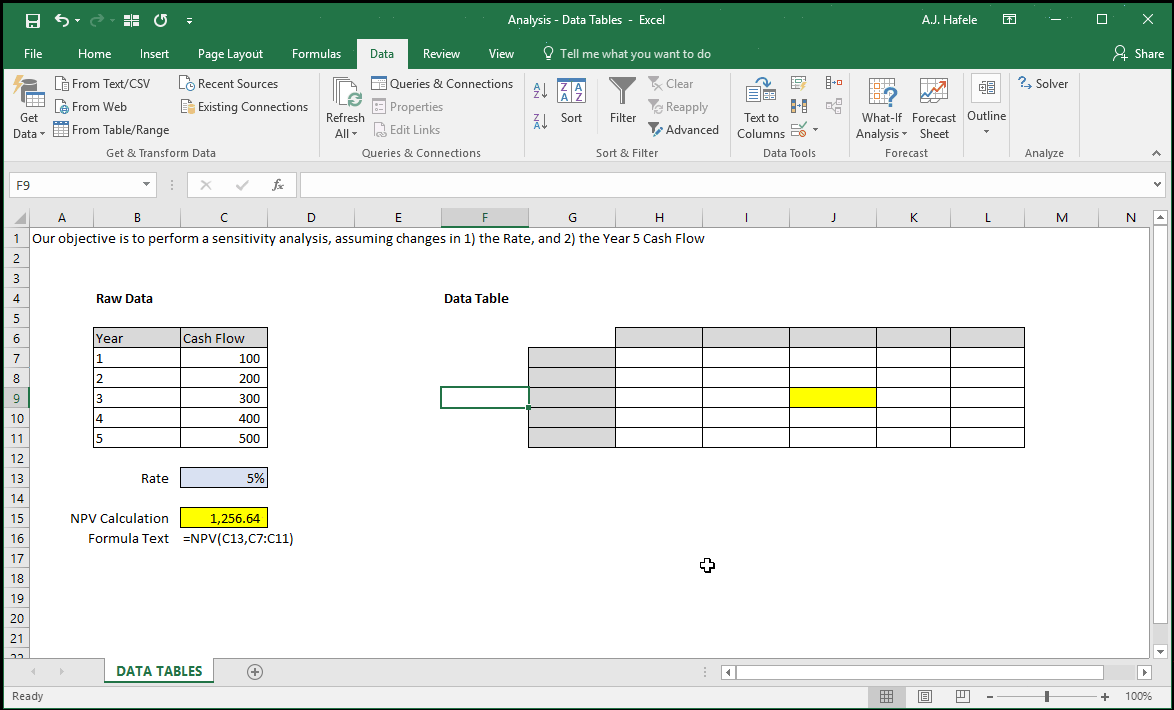 Analysis - Data Tables - Excel
A.J. Hafele
File Home Insert Page Layout Formulas Data Review View Tell me what you want to do Share
Get Data
From Text/CSV
From Web
From Table/Range
Recent Sources
Existing Connections
Get & Transform Data
Refresh All
Queries & Connections
Properties
Edit Links
Queries & Connections
Sort
Filter
Clear
Reapply
Advanced
Sort & Filter
Text to Columns
Data Tools
What-If Analysis
Forecast Sheet
Forecast
Outline
Solver
Analyze
F9
fx
A B C D E F G H I J K L M N
1 Our objective is to perform a sensitivity analysis, assuming changes in 1) the Rate, and 2) the Year 5 Cash Flow
2
3
4 Raw Data Data Table
5
6 Year Cash Flow
7 1 100
8 2 200
9 3 300
10 4 400
11 5 500
12
13 Rate 5%
14
15 NPV Calculation 1,256.64
16 Formula Text =NPV(C13,C7:C11)
17
18
19
20
21
22
DATA TABLES
Ready
100%